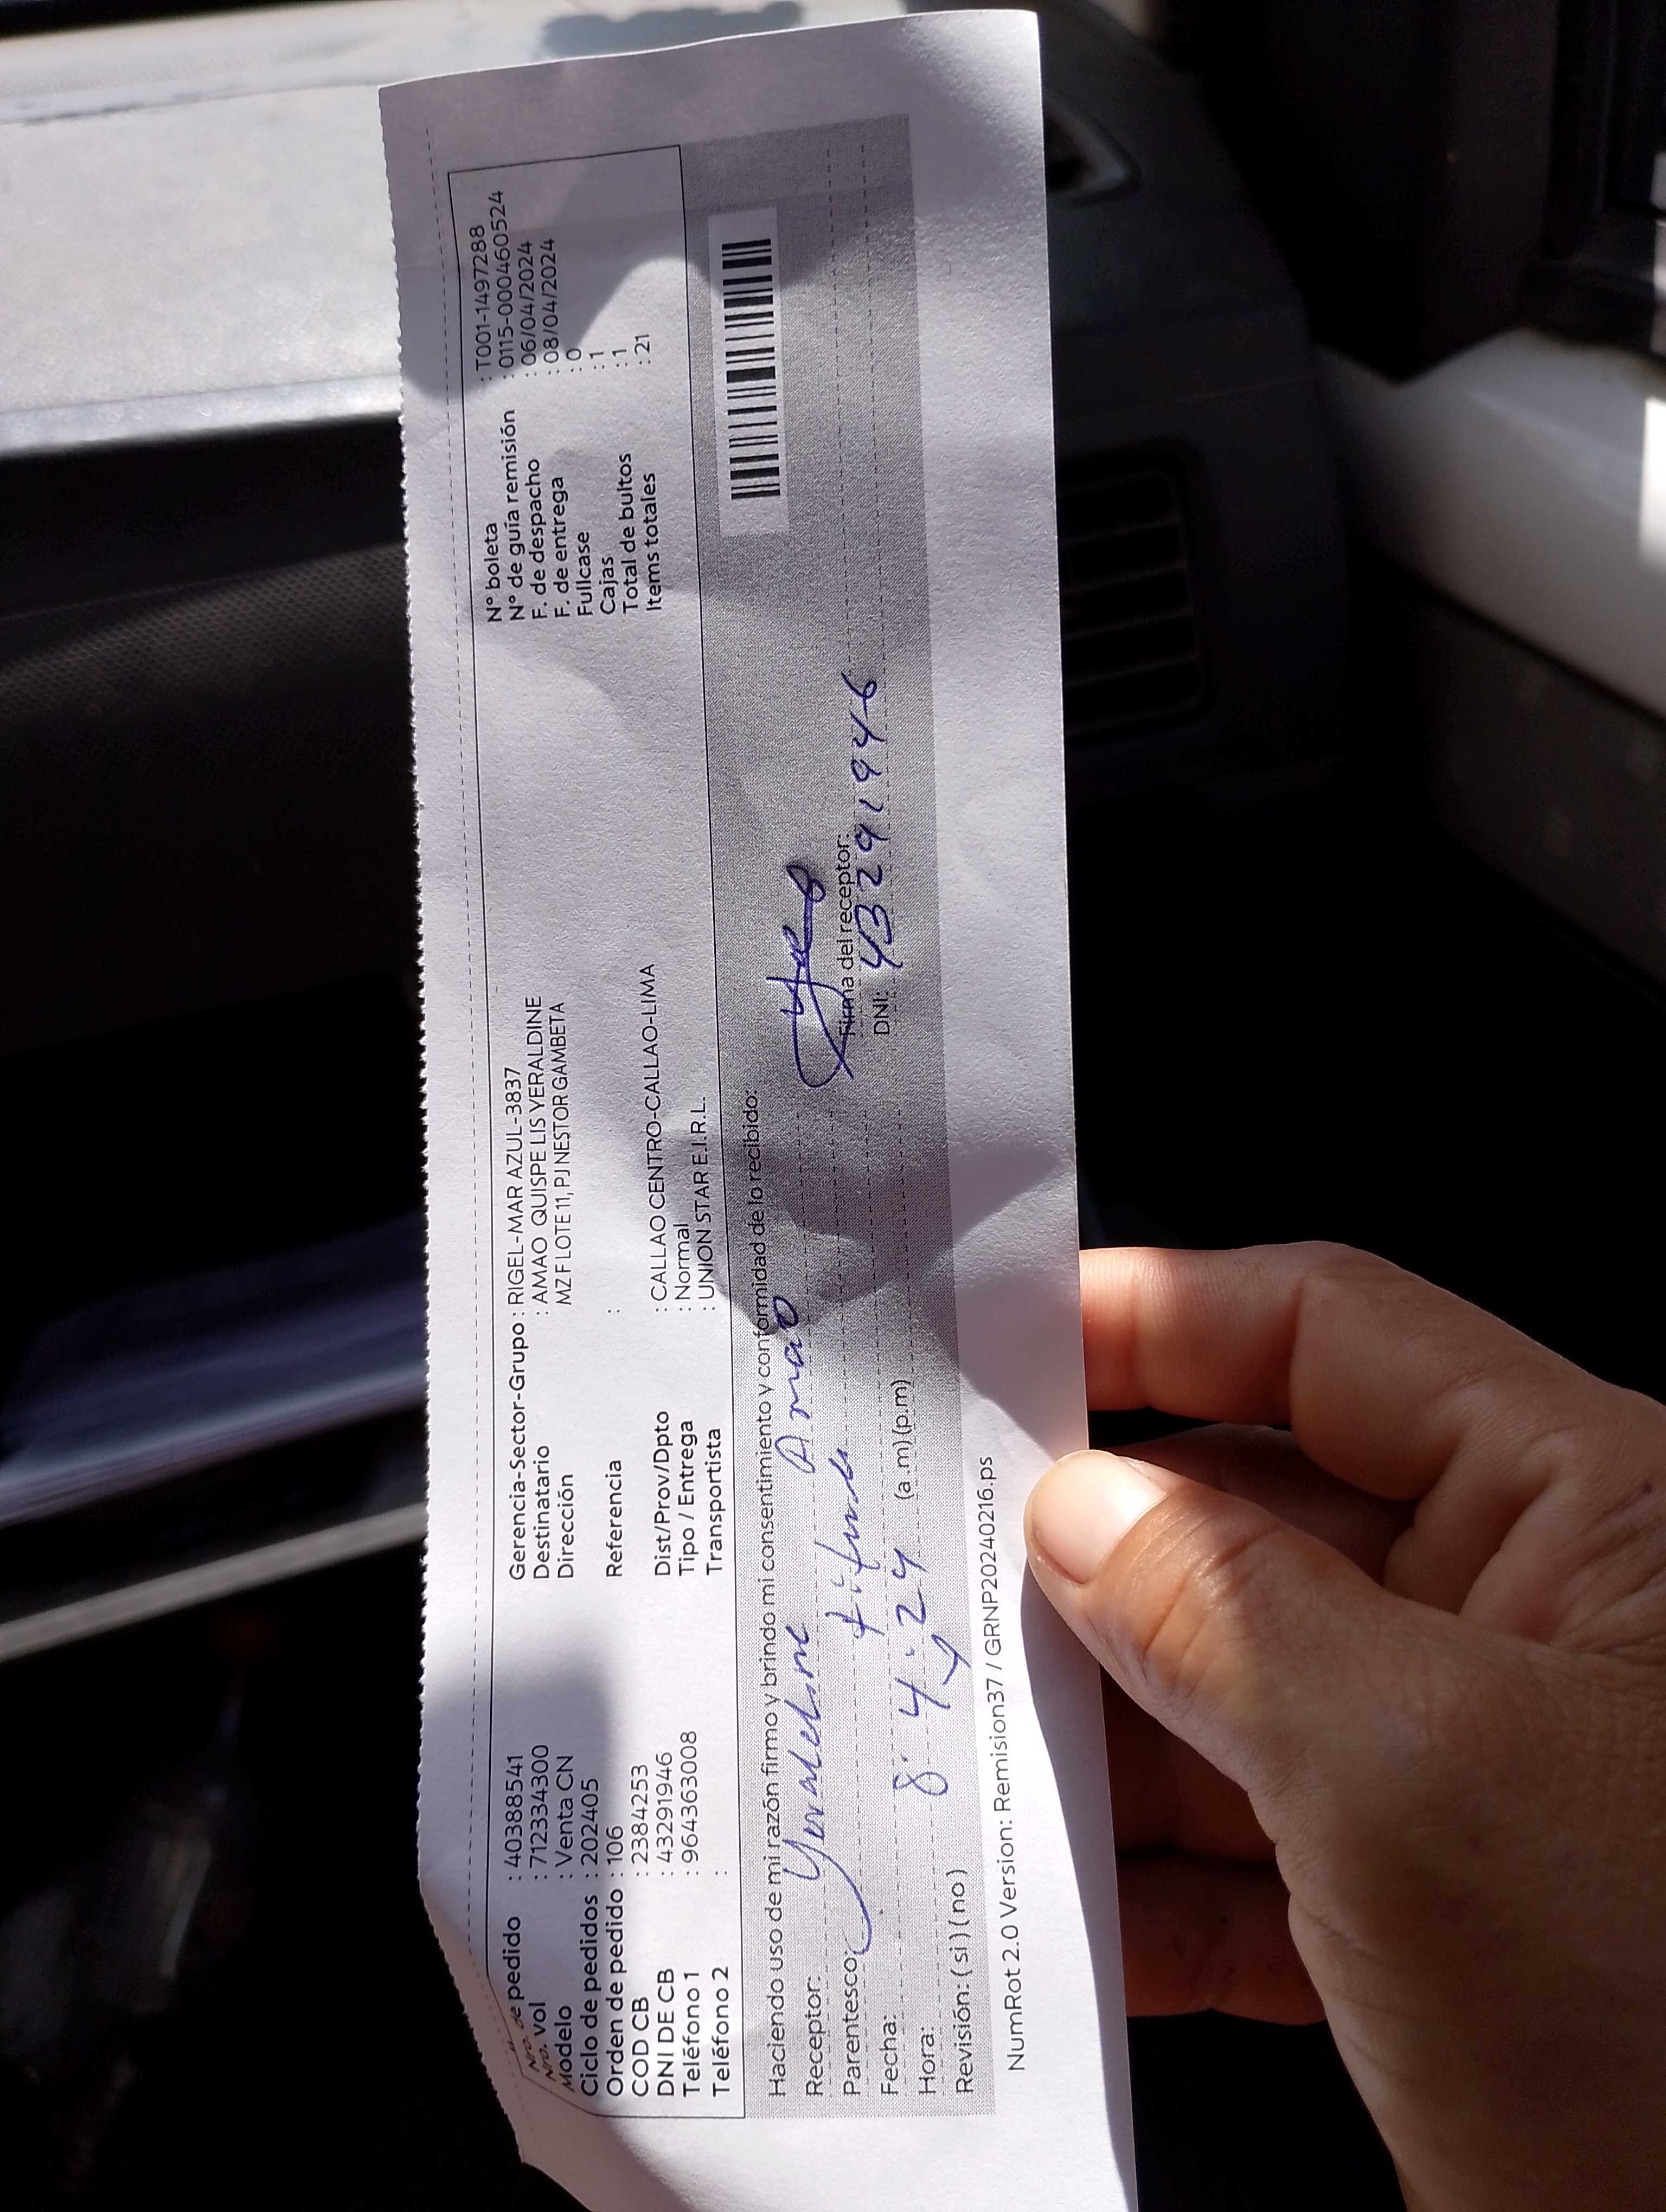 Nro. de pedido : 40388541
Nro. vol : 712334300
Modelo : Venta CN
Ciclo de pedidos : 202405
Orden de pedido : 106
COD CB : 2384253
DNI DE CB : 43291946
Teléfono 1 : 964363008
Teléfono 2 :
Gerencia-Sector-Grupo : RIGEL-MAR AZUL-3837
Destinatario : AMAO QUISPE LIS YERALDINE
Dirección MZ F LOTE 11, PJ NESTOR GAMBETA
Referencia :
Dist/Prov/Dpto : CALLAO CENTRO-CALLAO-LIMA
Tipo / Entrega : Normal
Transportista : UNION STAR E.I.R.L.
N° boleta : T001-1497288
N° de guía remisión : 0115-0004460524
F. de despacho : 06/04/2024
F. de entrega : 08/04/2024
Fullcase : 0
Cajas : 1
Total de bultos : 1
Items totales : 21
Haciendo uso de mi razón firmo y brindo mi consentimiento y conformidad de lo recibido:
Receptor: Yeraldine Amao
Parentesco: titular
Fecha: 8. 4. 24
Hora: (a.m) (p.m)
Revisión: ( si ) ( no )
Firma del receptor:
DNI: 43291946
NumRot 2.0 Version: Remision37 / GRNP20240216.ps